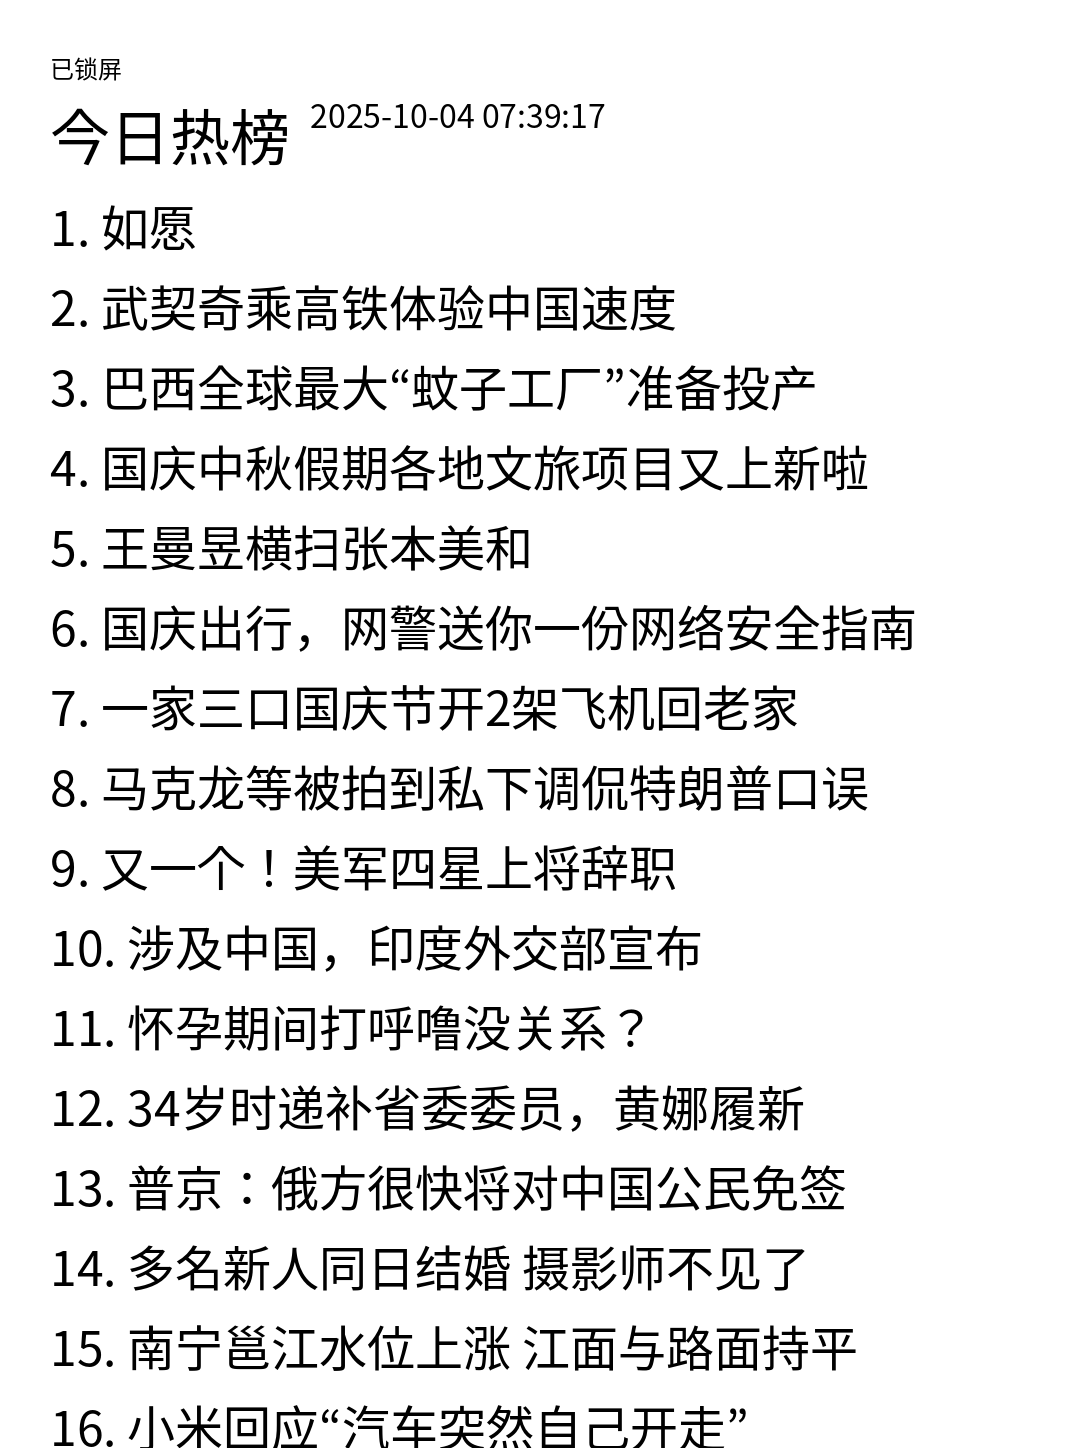 已锁屏
今日热榜 2025-10-04 07:39:17
1. 如愿
2. 武契奇乘高铁体验中国速度
3. 巴西全球最大“蚊子工厂”准备投产
4. 国庆中秋假期各地文旅项目又上新啦
5. 王曼昱横扫张本美和
6. 国庆出行，网警送你一份网络安全指南
7. 一家三口国庆节开2架飞机回老家
8. 马克龙等被拍到私下调侃特朗普口误
9. 又一个！美军四星上将辞职
10. 涉及中国，印度外交部宣布
11. 怀孕期间打呼噜没关系？
12. 34岁时递补省委委员，黄娜履新
13. 普京：俄方很快将对中国公民免签
14. 多名新人同日结婚 摄影师不见了
15. 南宁邕江水位上涨 江面与路面持平
16. 小米回应“汽车突然自己开走”